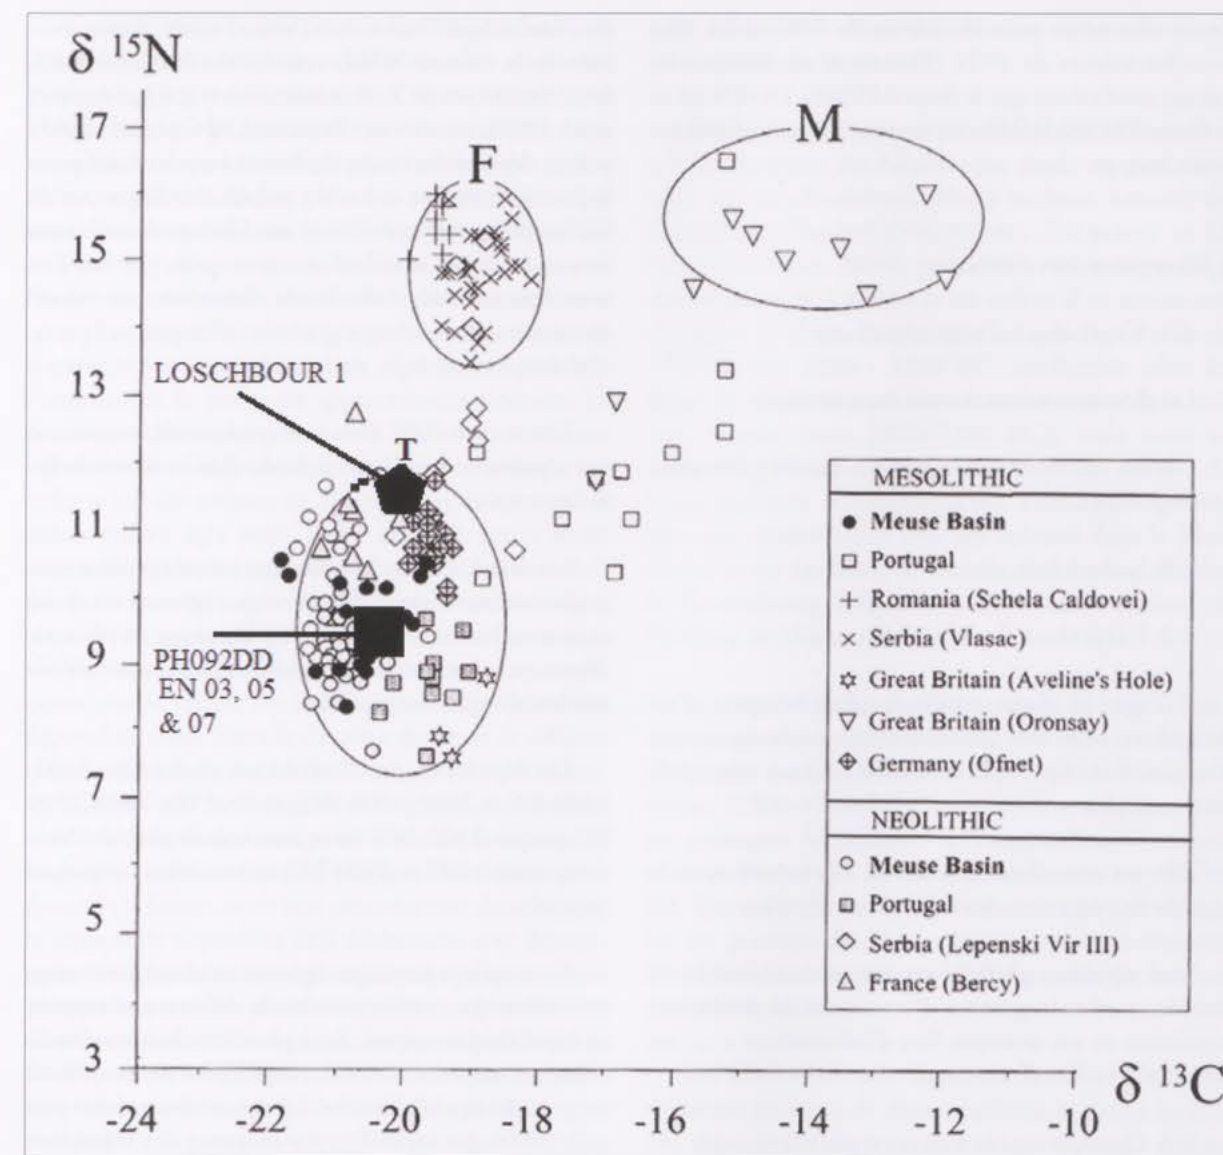 δ ¹⁵N
17
15
13
11
9
7
5
3
F
M
LOSCHBOUR 1
T
PH092DD
EN 03, 05
& 07
MESOLITHIC
Meuse Basin
Portugal
Romania (Schela Caldovei)
Serbia (Vlasac)
Great Britain (Aveline's Hole)
Great Britain (Oronsay)
Germany (Ofnet)
NEOLITHIC
Meuse Basin
Portugal
Serbia (Lepenski Vir III)
France (Bercy)
-24 -22 -20 -18 -16 -14 -12 -10
δ ¹³C